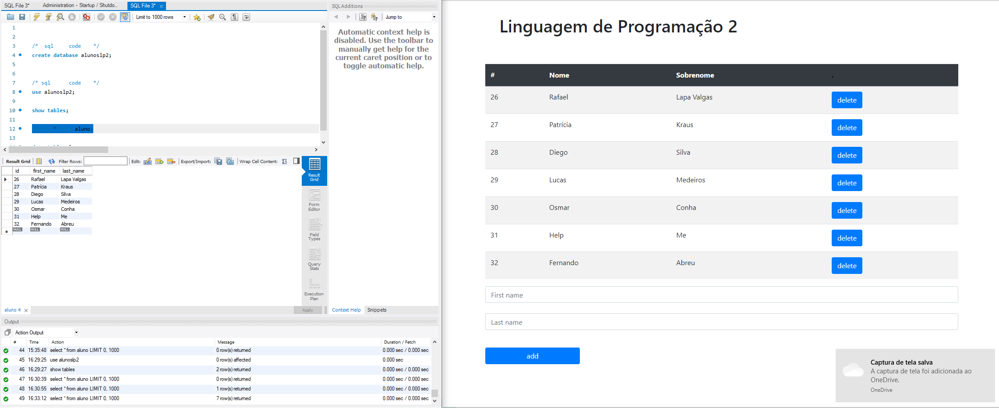 SQL File 3*
Administration - Startup / Shutdo...
SQL File 3*
Limit to 1000 rows
1
2
3 /* sql code */
4 create database alunoslp2;
5
6
7 /* sql code */
8 use alunoslp2;
9
10 show tables;
11
12 * aluno;
13
Result Grid
Filter Rows:
Edit:
Export/Import:
Wrap Cell Content:
id first_name last_name
26 Rafael Lapa Valgas
27 Patrícia Kraus
28 Diego Silva
29 Lucas Medeiros
30 Osmar Conha
31 Help Me
32 Fernando Abreu
NULL NULL NULL
Result
Grid
Form
Editor
Field
Types
Query
Stats
Execution
Plan
aluno 4
Apply
SQLAdditions
Jump to
Automatic context help is
disabled. Use the toolbar to
manually get help for the
current caret position or to
toggle automatic help.
Context Help
Snippets
Output
Action Output
# Time Action Message Duration / Fetch
44 15:35:48 select * from aluno LIMIT 0, 1000 0 row(s) returned 0.000 sec / 0.000 sec
45 16:29:25 use alunoslp2 0 row(s) affected 0.000 sec
46 16:29:27 show tables 2 row(s) returned 0.000 sec / 0.000 sec
47 16:30:39 select * from aluno LIMIT 0, 1000 0 row(s) returned 0.000 sec / 0.000 sec
48 16:30:55 select * from aluno LIMIT 0, 1000 1 row(s) returned 0.000 sec / 0.000 sec
49 16:33:12 select * from aluno LIMIT 0, 1000 7 row(s) returned 0.000 sec / 0.000 sec
Linguagem de Programação 2
# Nome Sobrenome .
26 Rafael Lapa Valgas delete
27 Patrícia Kraus delete
28 Diego Silva delete
29 Lucas Medeiros delete
30 Osmar Conha delete
31 Help Me delete
32 Fernando Abreu delete
First name
Last name
add
Captura de tela salva
A captura de tela foi adicionada ao
OneDrive.
OneDrive